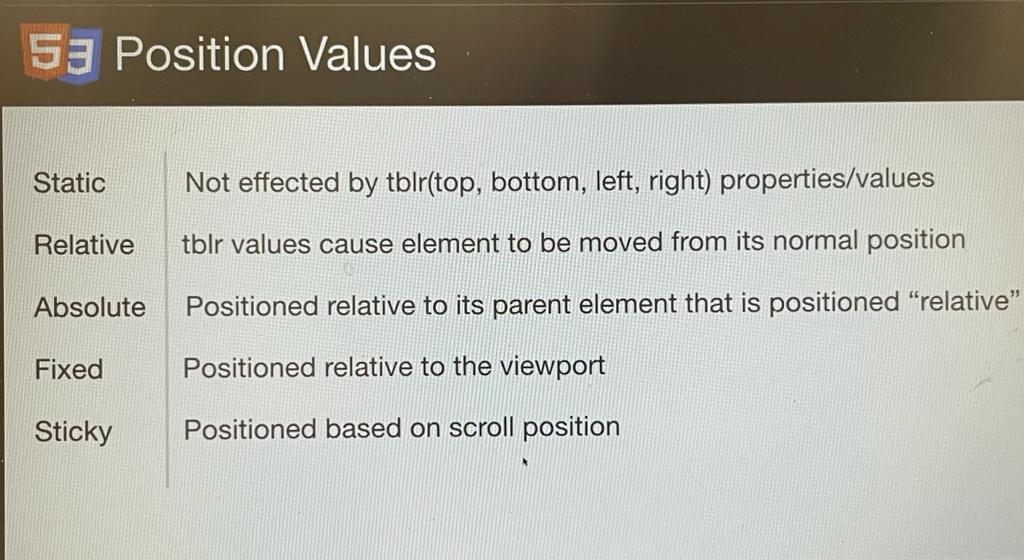 53 Position Values
Static Not effected by tblr(top, bottom, left, right) properties/values
Relative tblr values cause element to be moved from its normal position
Absolute Positioned relative to its parent element that is positioned “relative”
Fixed Positioned relative to the viewport
Sticky Positioned based on scroll position